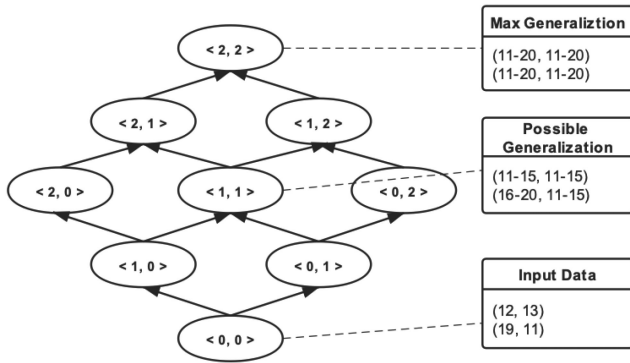 Max Generaliztion
< 2, 2 >
(11-20, 11-20)
(11-20, 11-20)
< 2, 1 >
< 1, 2 >
Possible
Generalization
< 2, 0 >
< 1, 1 >
< 0, 2 >
(11-15, 11-15)
(16-20, 11-15)
< 1, 0 >
< 0, 1 >
Input Data
(12, 13)
(19, 11)
< 0, 0 >